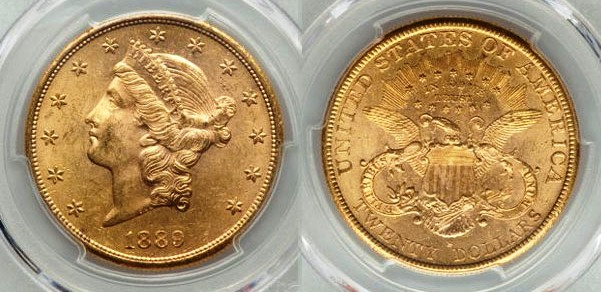 LIBERTY
1889
UNITED STATES OF AMERICA
TWENTY DOLLARS